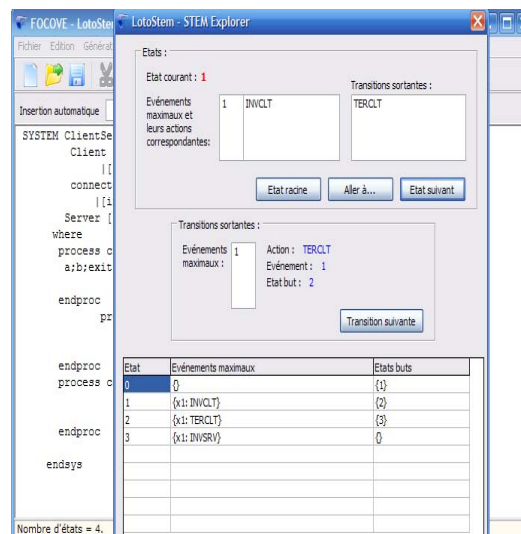 FOCOVE - LotoSte
LotoStem - STEM Explorer
Fichier Edition Générat
Insertion automatique
SYSTEM ClientSe
Client
|[
connect
|[i
Server [
where
process c
a;b;exit
endproc
pr
endproc
process c
endproc
endsys
Nombre d'états = 4.
Etats :
Etat courant : 1
Transitions sortantes :
Evénements
maximaux et
leurs actions
correspondantes:
1 INVCLT
TERCLT
Etat racine Aller à... Etat suivant
Transitions sortantes :
Evénements
maximaux :
1
Action : TERCLT
Evénement : 1
Etat but : 2
Transition suivante
Etat Evénements maximaux Etats buts
0 {} {1}
1 {x1: INVCLT} {2}
2 {x1: TERCLT} {3}
3 {x1: INVSRV} {}